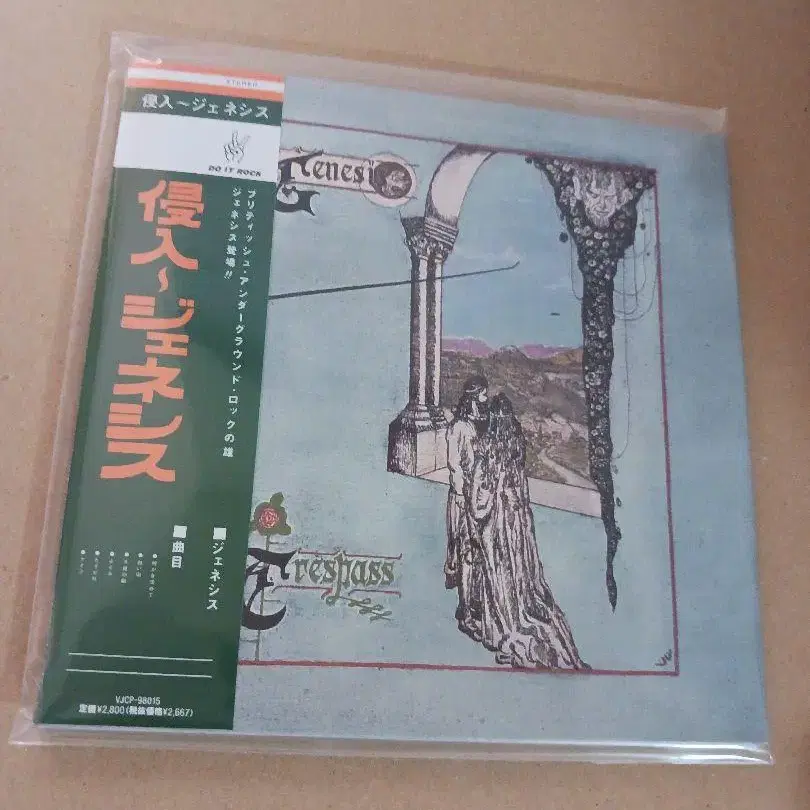 STEREO
侵入～ジェネシス
DO IT ROCK
侵入～ジェネシス
ブリティッシュ・アンダーグラウンド・ロックの雄
ジェネシス登場!!
■ジェネシス
■曲目
VJCP-98015
定価¥2,800(税抜価格¥2,667)
Genesis
Trespass